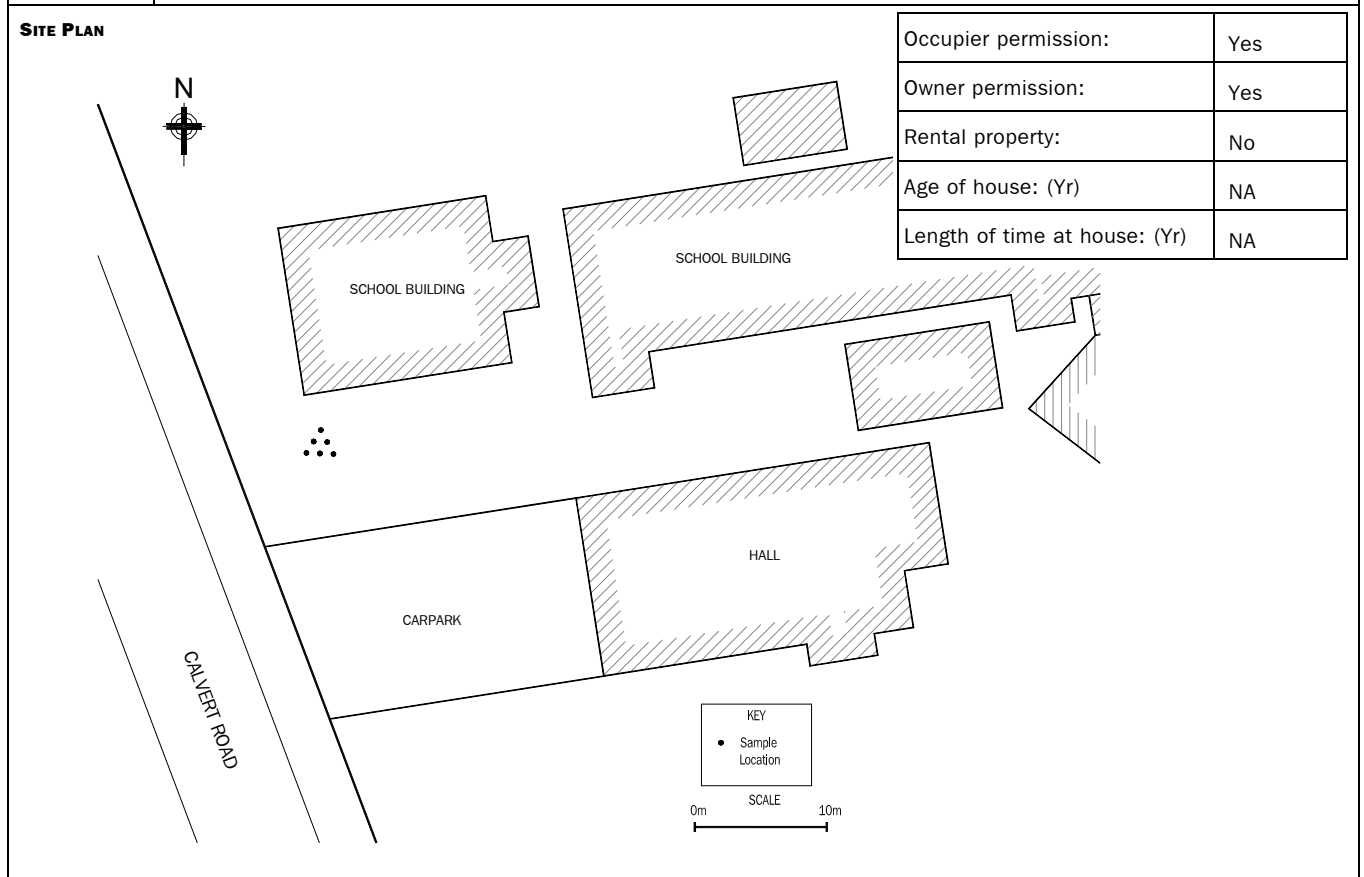 SITE PLAN
Occupier permission: Yes
Owner permission: Yes
Rental property: No
Age of house: (Yr) NA
Length of time at house: (Yr) NA
N
SCHOOL BUILDING
SCHOOL BUILDING
HALL
CARPARK
CALVERT ROAD
KEY
Sample
Location
SCALE
0m 10m